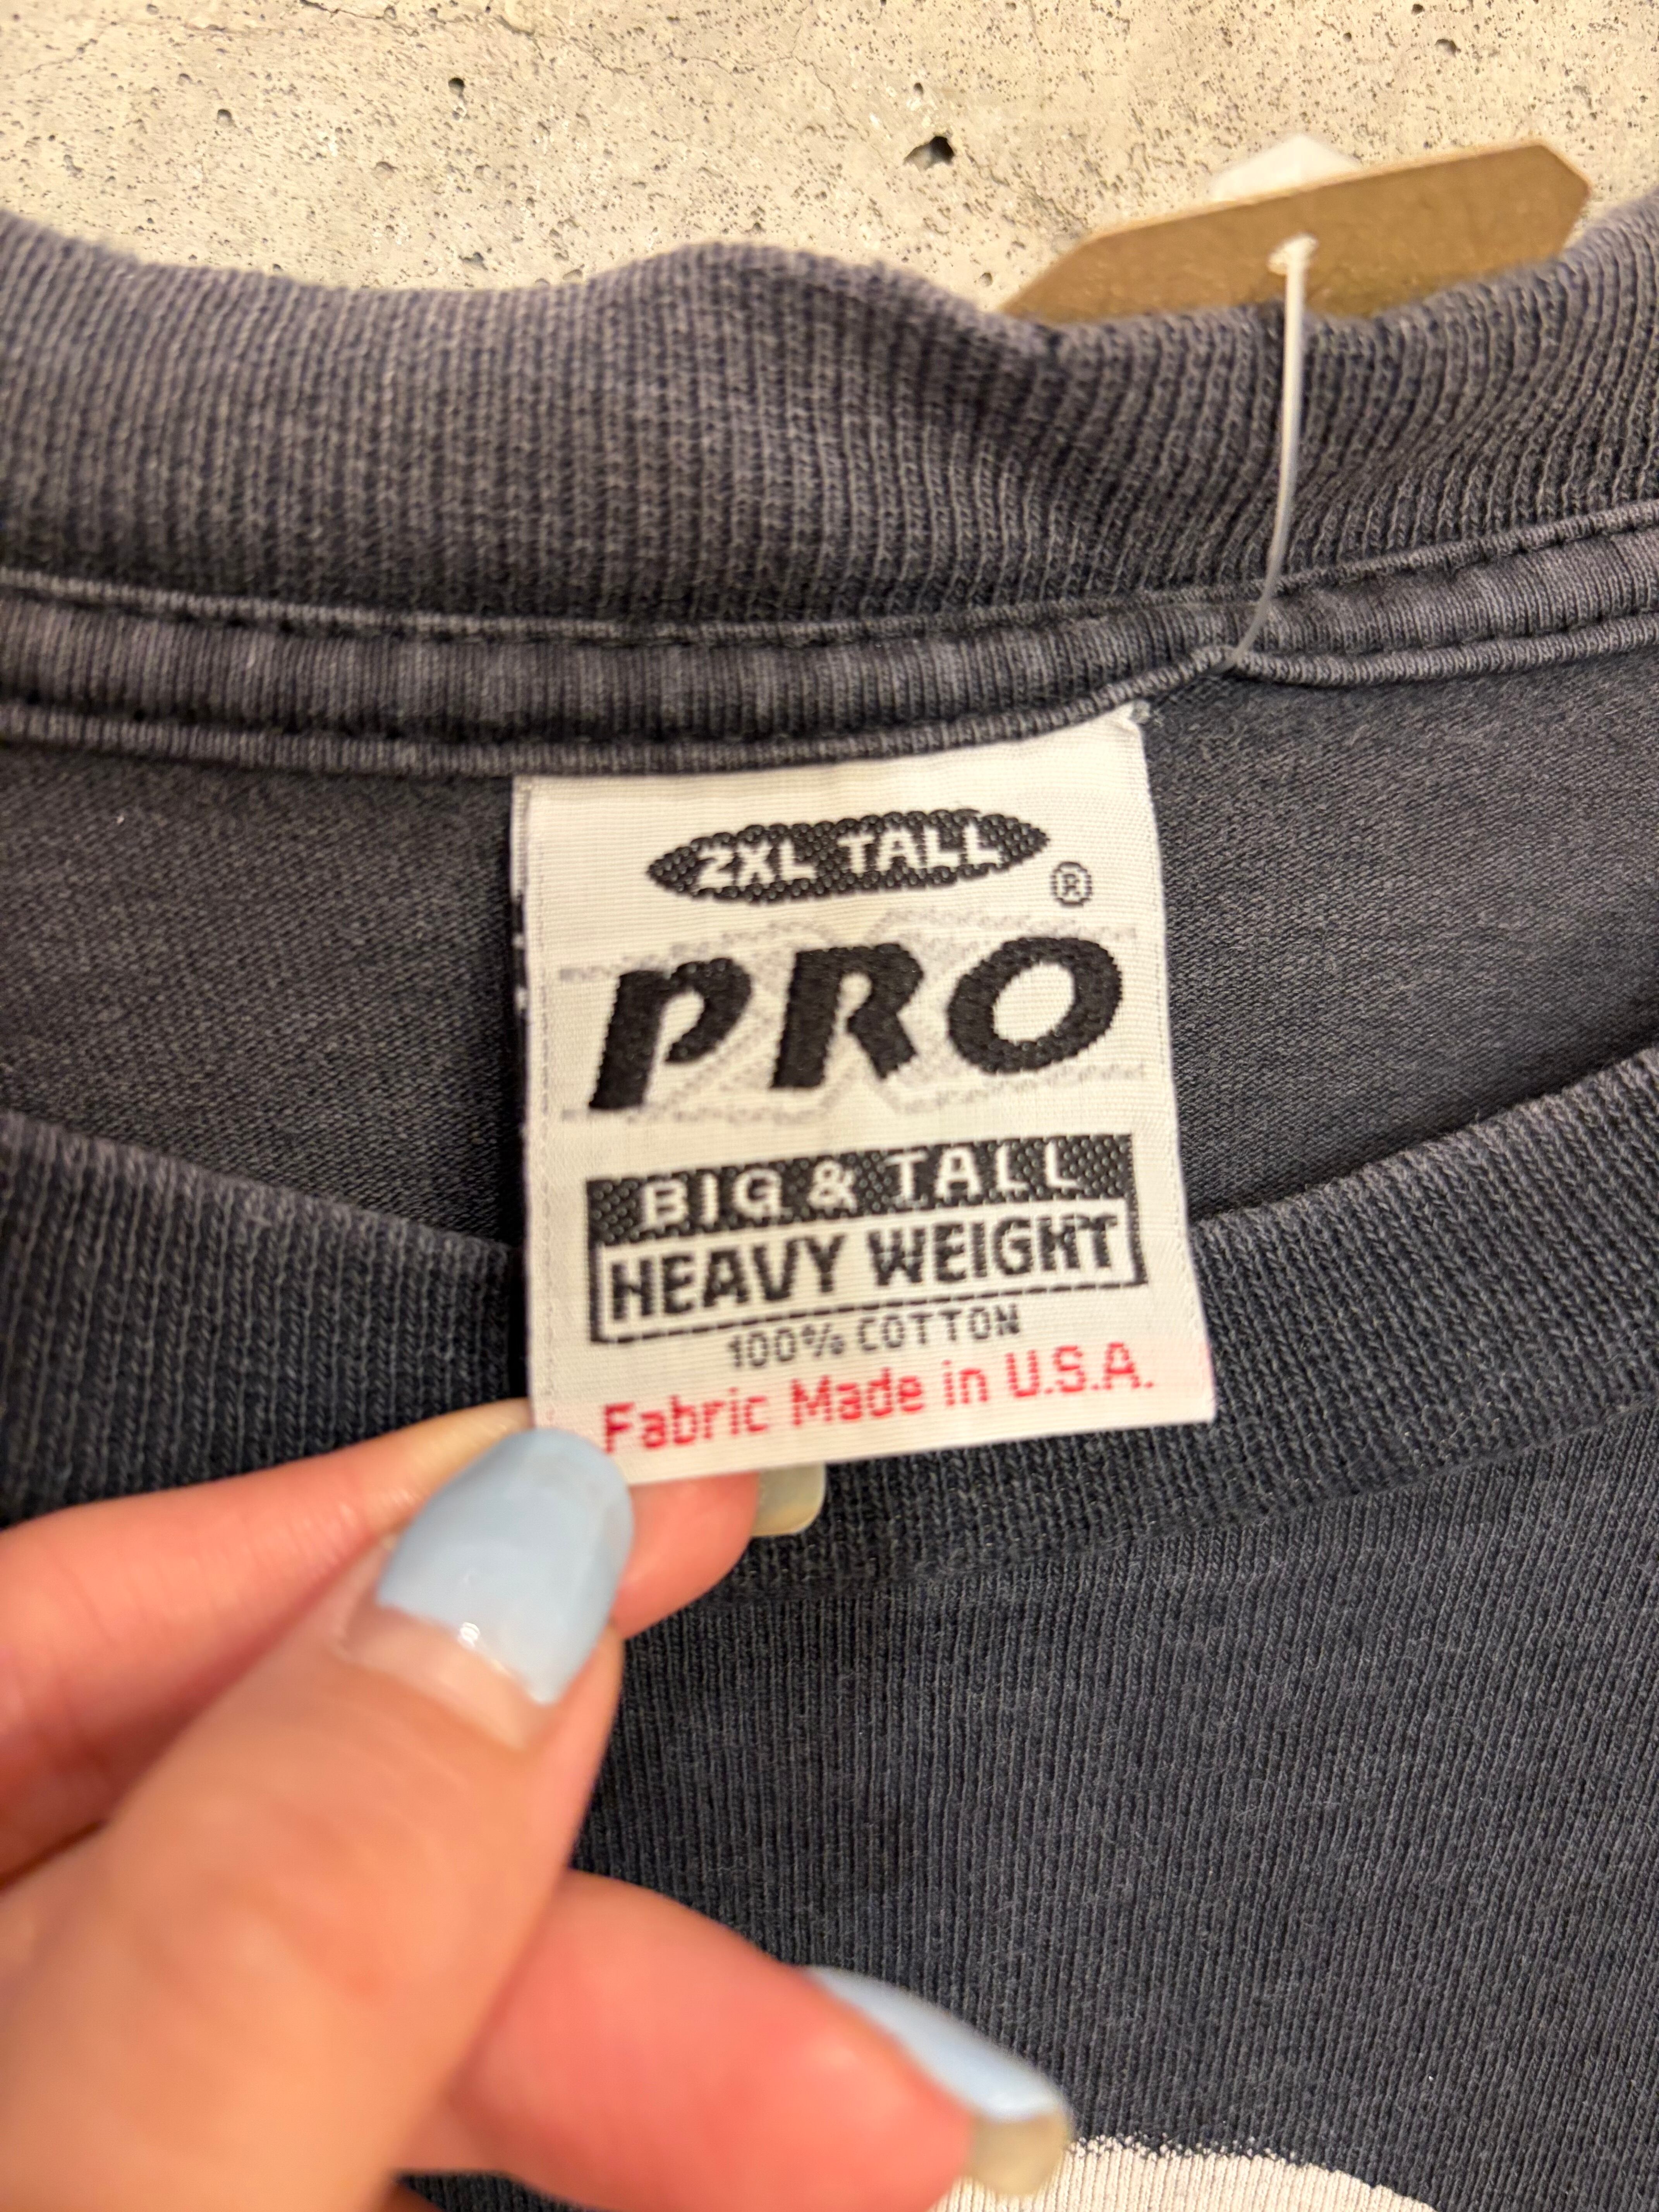 2XL TALL
®
PRO
BIG & TALL
HEAVY WEIGHT
100% COTTON
Fabric Made in U.S.A.